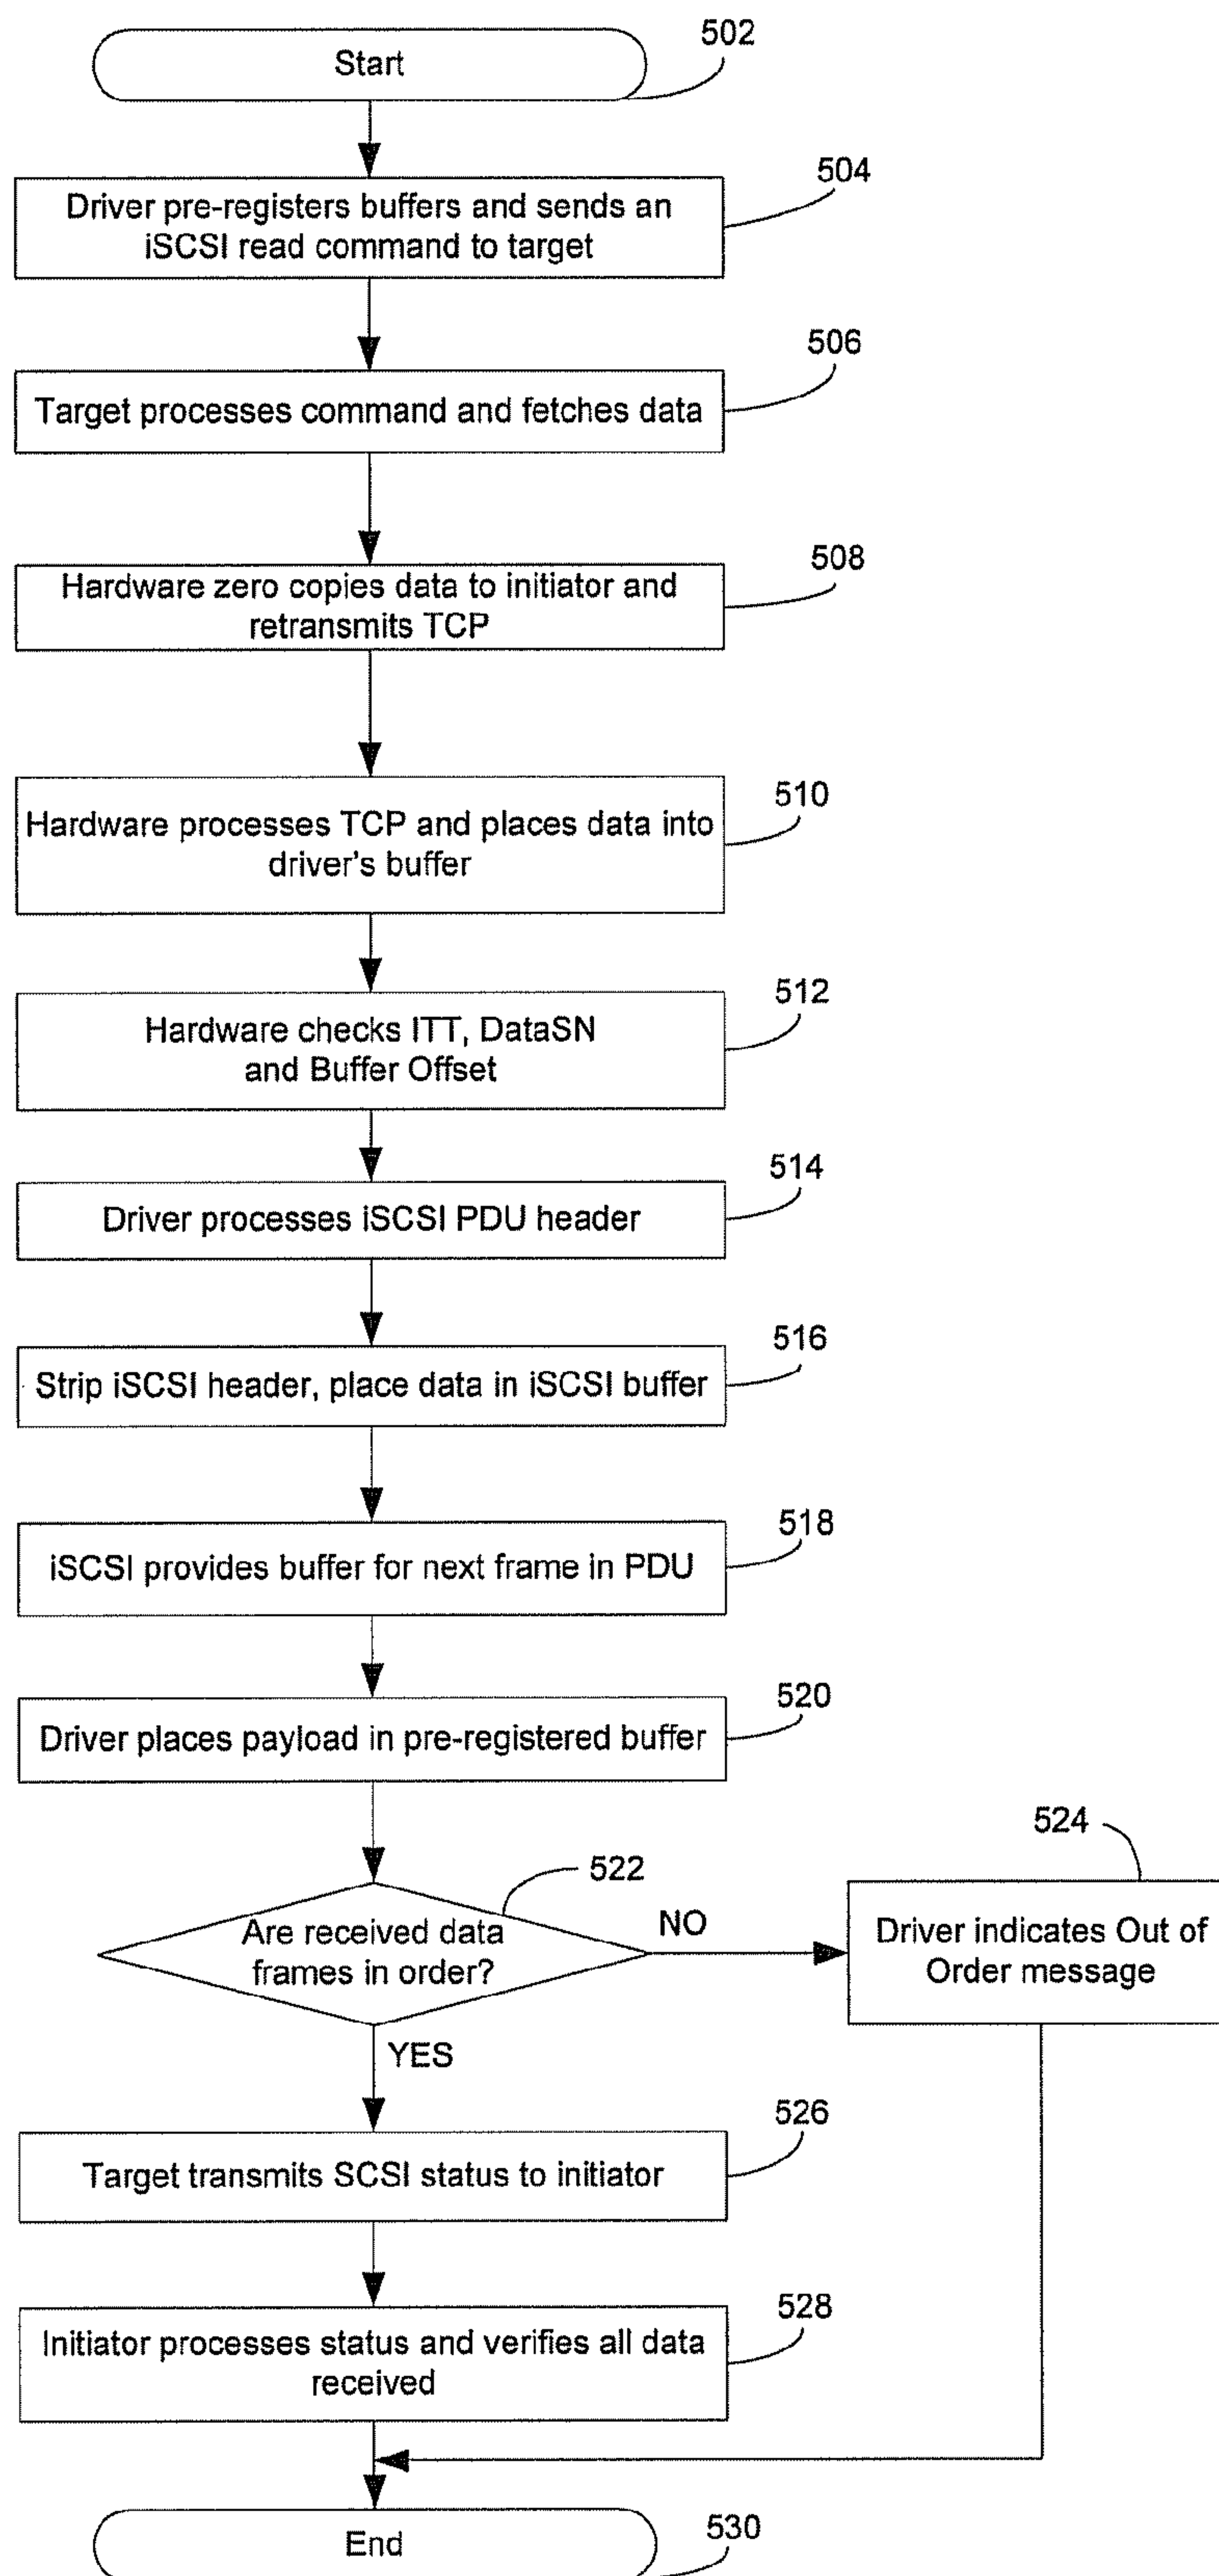 502
Start
504
Driver pre-registers buffers and sends an
iSCSI read command to target
506
Target processes command and fetches data
508
Hardware zero copies data to initiator and
retransmits TCP
510
Hardware processes TCP and places data into
driver's buffer
512
Hardware checks ITT, DataSN
and Buffer Offset
514
Driver processes iSCSI PDU header
516
Strip iSCSI header, place data in iSCSI buffer
518
iSCSI provides buffer for next frame in PDU
520
Driver places payload in pre-registered buffer
522
Are received data
frames in order?
NO
524
Driver indicates Out of
Order message
YES
526
Target transmits SCSI status to initiator
528
Initiator processes status and verifies all data
received
End
530